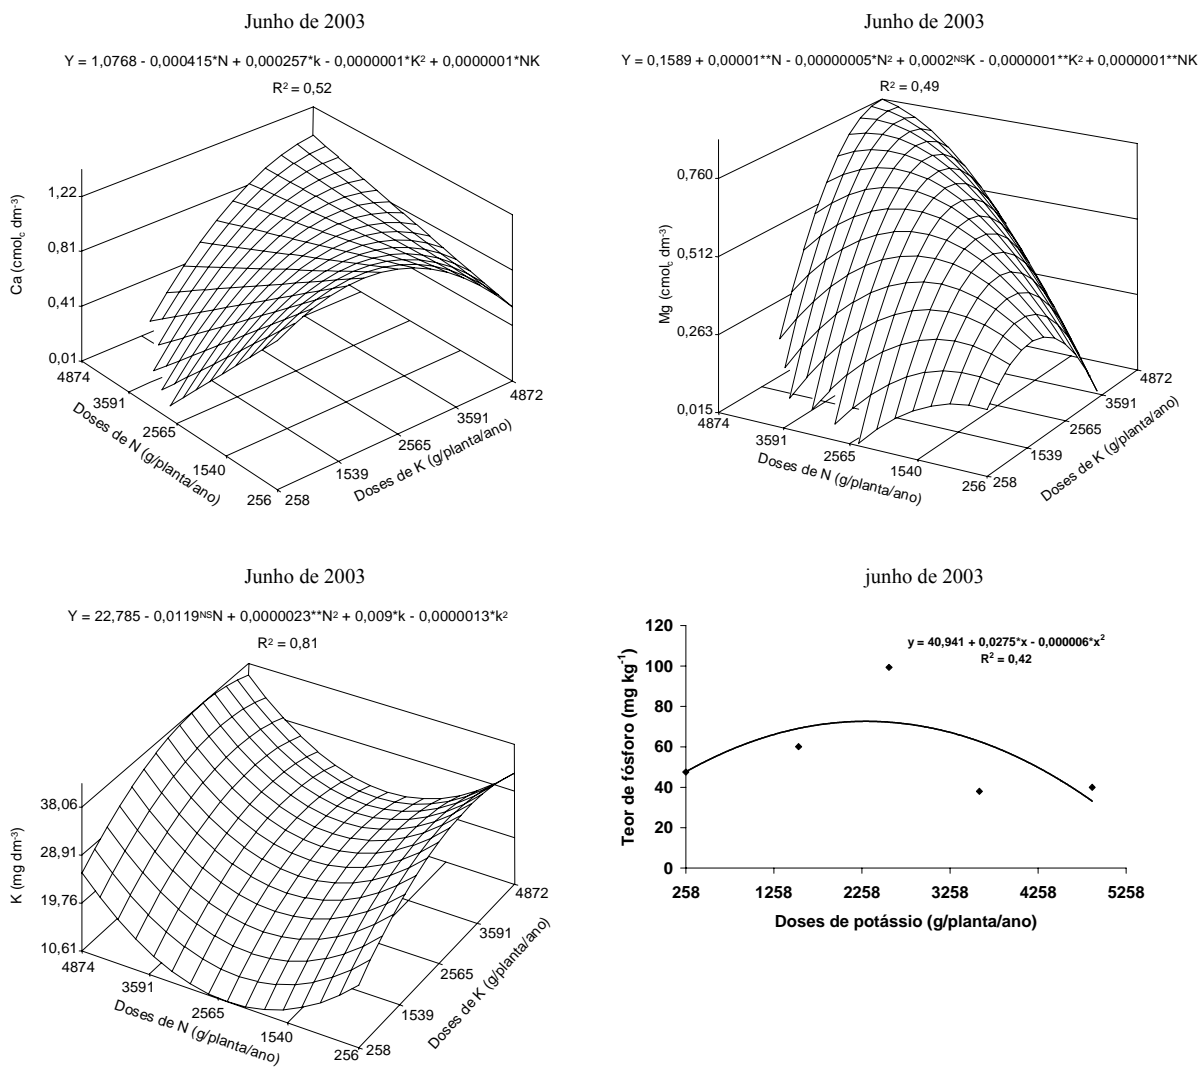 Junho de 2003
Y = 1,0768 - 0,000415*N + 0,000257*k - 0,0000001*K² + 0,0000001*NK
R² = 0,52
Ca (cmolc dm-³)
1,22
0,81
0,41
0,01
4874
3591
2565
1540
256
Doses de N (g/planta/ano)
258
1539
2565
3591
4872
Doses de K (g/planta/ano)
Junho de 2003
Y = 0,1589 + 0,00001**N - 0,00000005*N² + 0,0002ᴺˢK - 0,0000001**K² + 0,0000001**NK
R² = 0,49
Mg (cmolc dm-³)
0,760
0,512
0,263
0,015
4874
3591
2565
1540
256
Doses de N (g/planta/ano)
258
1539
2565
3591
4872
Doses de K (g/planta/ano)
Junho de 2003
Y = 22,785 - 0,0119ᴺˢN + 0,0000023**N² + 0,009*k - 0,0000013*k²
R² = 0,81
K (mg dm-³)
38,06
28,91
19,76
10,61
4874
3591
2565
1540
256
Doses de N (g/planta/ano)
258
1539
2565
3591
4872
Doses de K (g/planta/ano)
junho de 2003
y = 40,941 + 0,0275*x - 0,000006*x²
R² = 0,42
Teor de fósforo (mg kg⁻¹)
120
100
80
60
40
20
0
258 1258 2258 3258 4258 5258
Doses de potássio (g/planta/ano)